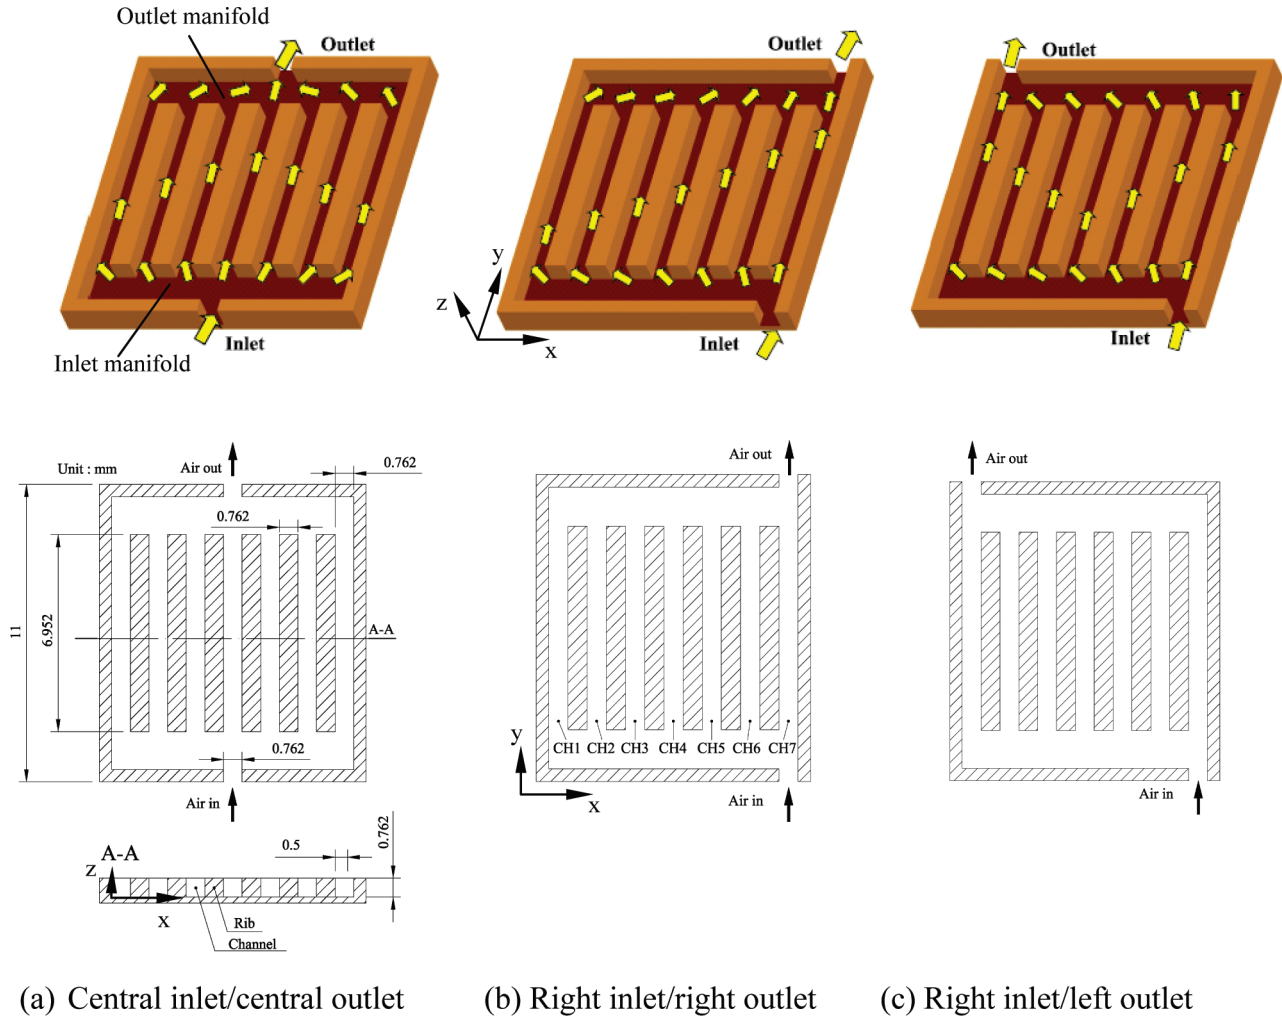 Outlet manifold
Outlet
Inlet
Inlet manifold
Outlet
Inlet
y
z
x
Outlet
Inlet
Unit : mm
Air out
0.762
0.762
11
6.952
A-A
0.762
Air in
A-A
z
x
0.5
0.762
Rib
Channel
Air out
CH1 CH2 CH3 CH4 CH5 CH6 CH7
y
x
Air in
Air out
Air in
(a) Central inlet/central outlet
(b) Right inlet/right outlet
(c) Right inlet/left outlet